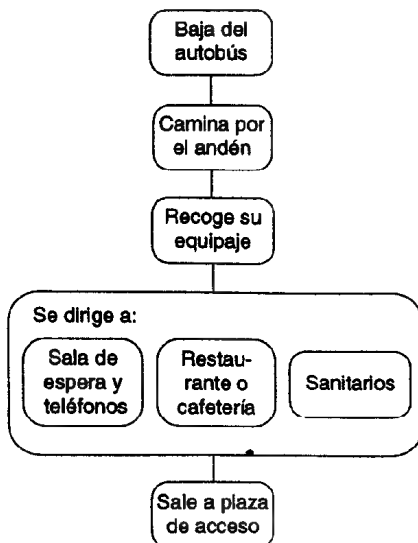 Baja del
autobús
Camina por
el andén
Recoge su
equipaje
Se dirige a:
Sala de
espera y
teléfonos
Restau-
rante o
cafetería
Sanitarios
Sale a plaza
de acceso